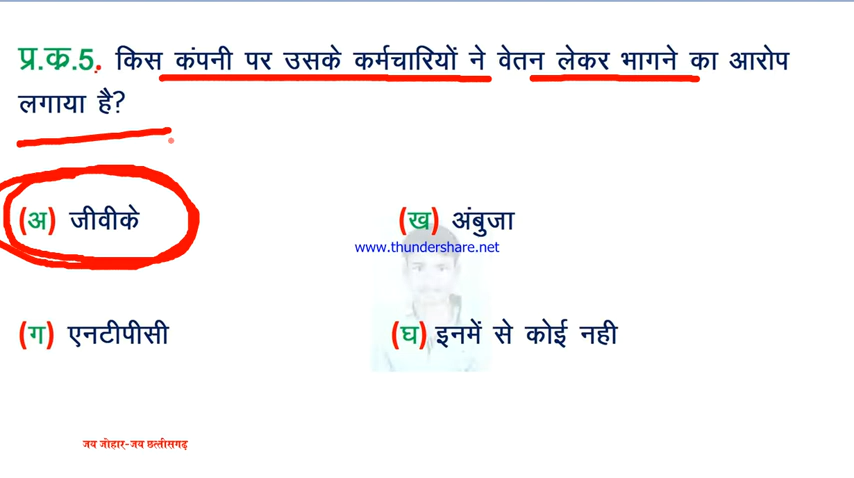 प्र.क.5. किस कंपनी पर उसके कर्मचारियों ने वेतन लेकर भागने का आरोप
लगाया है?
(अ) जीवीके (ख) अंबुजा
www.thundershare.net
(ग) एनटीपीसी (घ) इनमें से कोई नही
जय जोहार-जय छत्तीसगढ़